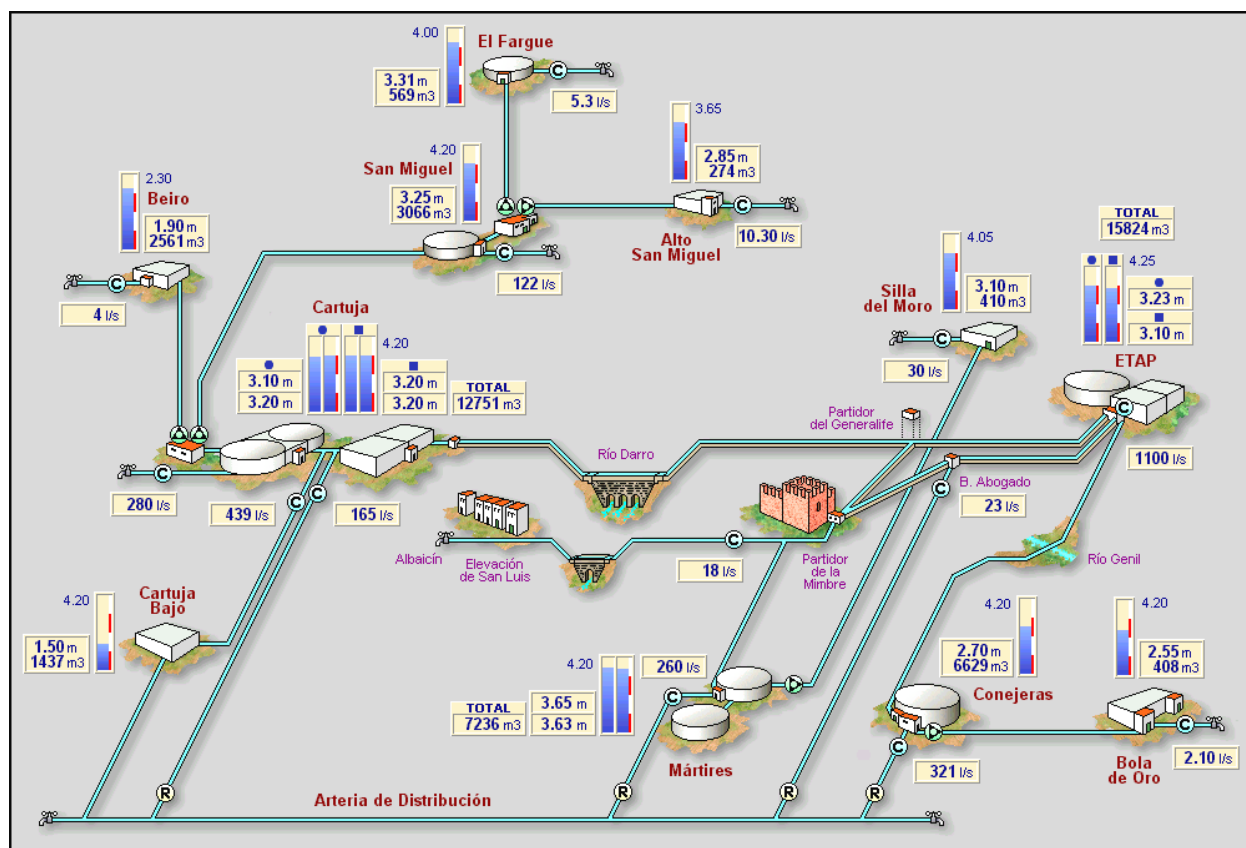 4.00
El Fargue
3.31 m
569 m3
C
5.3 l/s
4.20
San Miguel
3.25 m
3066 m3
3.65
2.85 m
274 m3
C
Alto
San Miguel
10.30 l/s
C
122 l/s
2.30
Beiro
1.90 m
2561 m3
C
4 l/s
TOTAL
15824 m3
4.25
3.23 m
3.10 m
ETAP
C
1100 l/s
4.05
Silla
del Moro
3.10 m
410 m3
C
30 l/s
Cartuja
4.20
3.10 m
3.20 m
3.20 m
3.20 m
TOTAL
12751 m3
C
280 l/s
439 l/s
C
C
165 l/s
Partidor
del Generalife
Río Darro
B. Abogado
C
23 l/s
Albaicín
Elevación
de San Luis
C
18 l/s
Partidor
de la
Mimbre
Río Genil
Cartuja
Bajo
4.20
1.50 m
1437 m3
4.20
260 l/s
C
TOTAL
7236 m3
3.65 m
3.63 m
Mártires
4.20
2.70 m
6629 m3
Conejeras
C
321 l/s
4.20
2.55 m
408 m3
C
Bola
de Oro
2.10 l/s
R
Arteria de Distribución
R
R
R